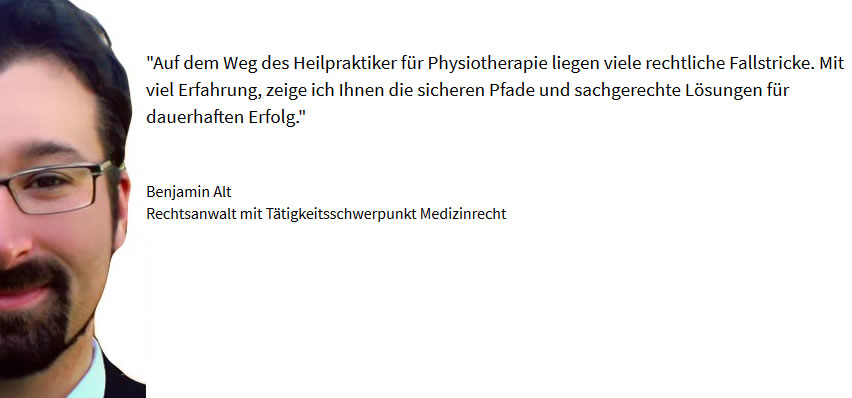 "Auf dem Weg des Heilpraktiker für Physiotherapie liegen viele rechtliche Fallstricke. Mit
viel Erfahrung, zeige ich Ihnen die sicheren Pfade und sachgerechte Lösungen für
dauerhaften Erfolg."
Benjamin Alt
Rechtsanwalt mit Tätigkeitsschwerpunkt Medizinrecht